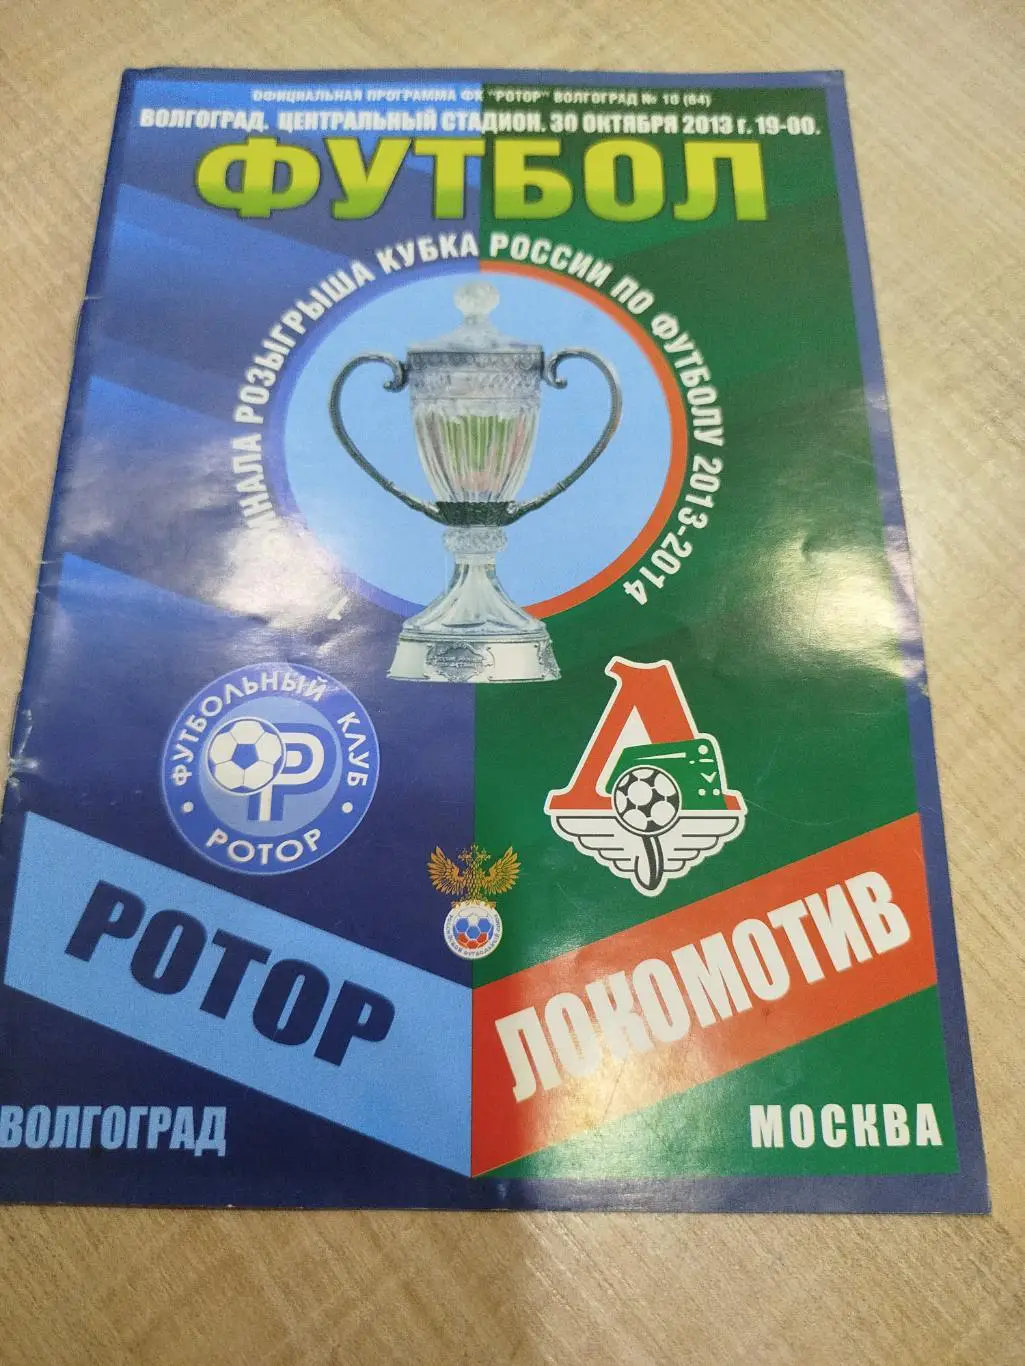 ОФИЦИАЛЬНАЯ ПРОГРАММА ФК "РОТОР" ВОЛГОГРАД № 10 (64)
ВОЛГОГРАД. ЦЕНТРАЛЬНЫЙ СТАДИОН. 30 ОКТЯБРЯ 2013 г. 19-00.
ФУТБОЛ
РОЗЫГРЫША КУБКА РОССИИ ПО ФУТБОЛУ 2013-2014
ФУТБОЛЬНЫЙ КЛУБ
РОТОР
РОТОР
ЛОКОМОТИВ
ВОЛГОГРАД
МОСКВА